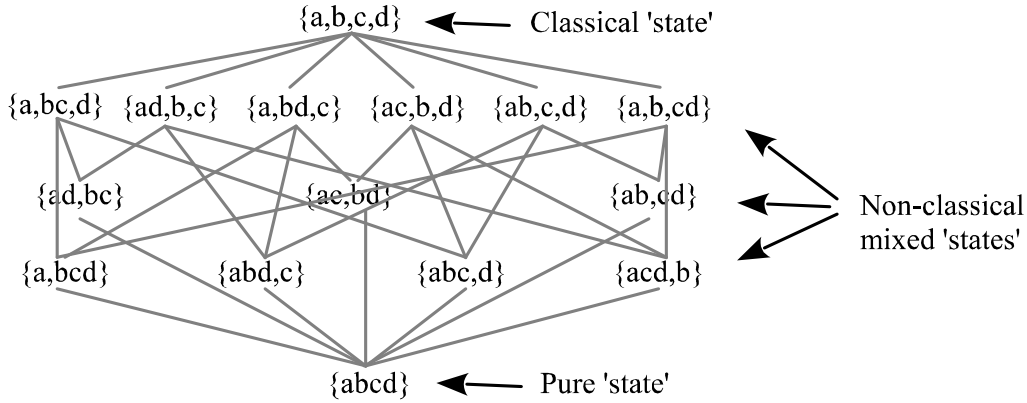 {a,b,c,d} Classical 'state'
{a,bc,d} {ad,b,c} {a,bd,c} {ac,b,d} {ab,c,d} {a,b,cd}
{ad,bc} {ac,bd} {ab,cd} Non-classical
mixed 'states'
{a,bcd} {abd,c} {abc,d} {acd,b}
{abcd} Pure 'state'